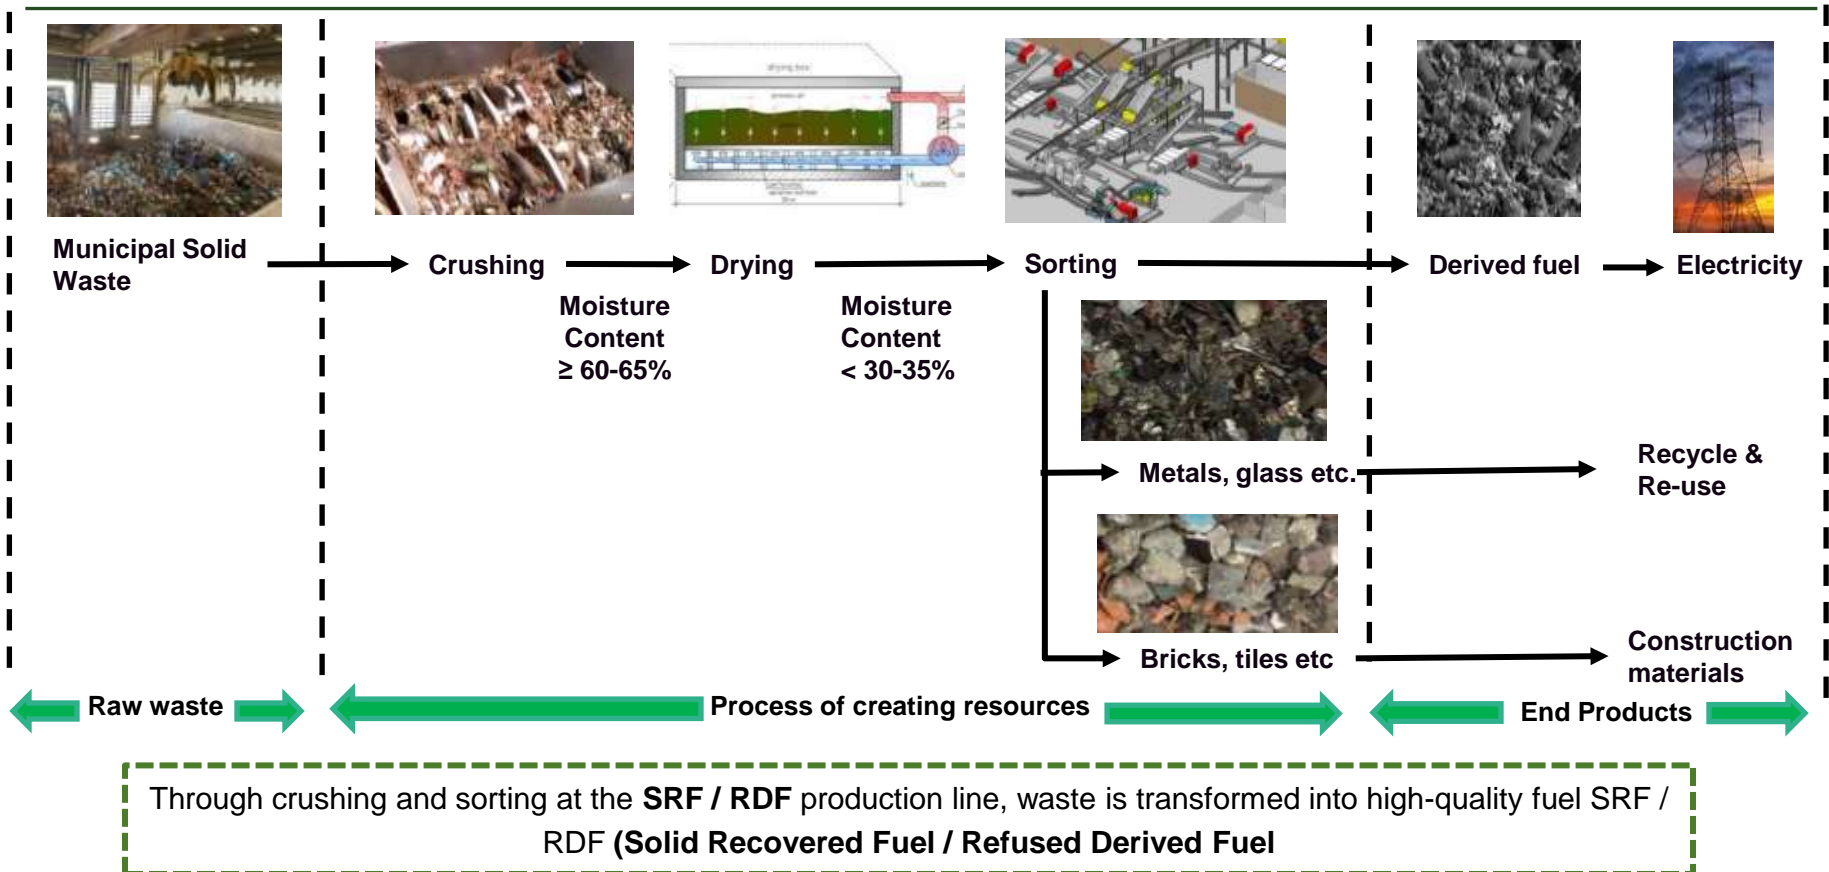 Municipal Solid
Waste
Crushing
Drying
Sorting
Derived fuel
Electricity
Moisture
Content
≥ 60-65%
Moisture
Content
< 30-35%
Metals, glass etc.
Recycle &
Re-use
Bricks, tiles etc
Construction
materials
Raw waste
Process of creating resources
End Products
Through crushing and sorting at the SRF / RDF production line, waste is transformed into high-quality fuel SRF /
RDF (Solid Recovered Fuel / Refused Derived Fuel